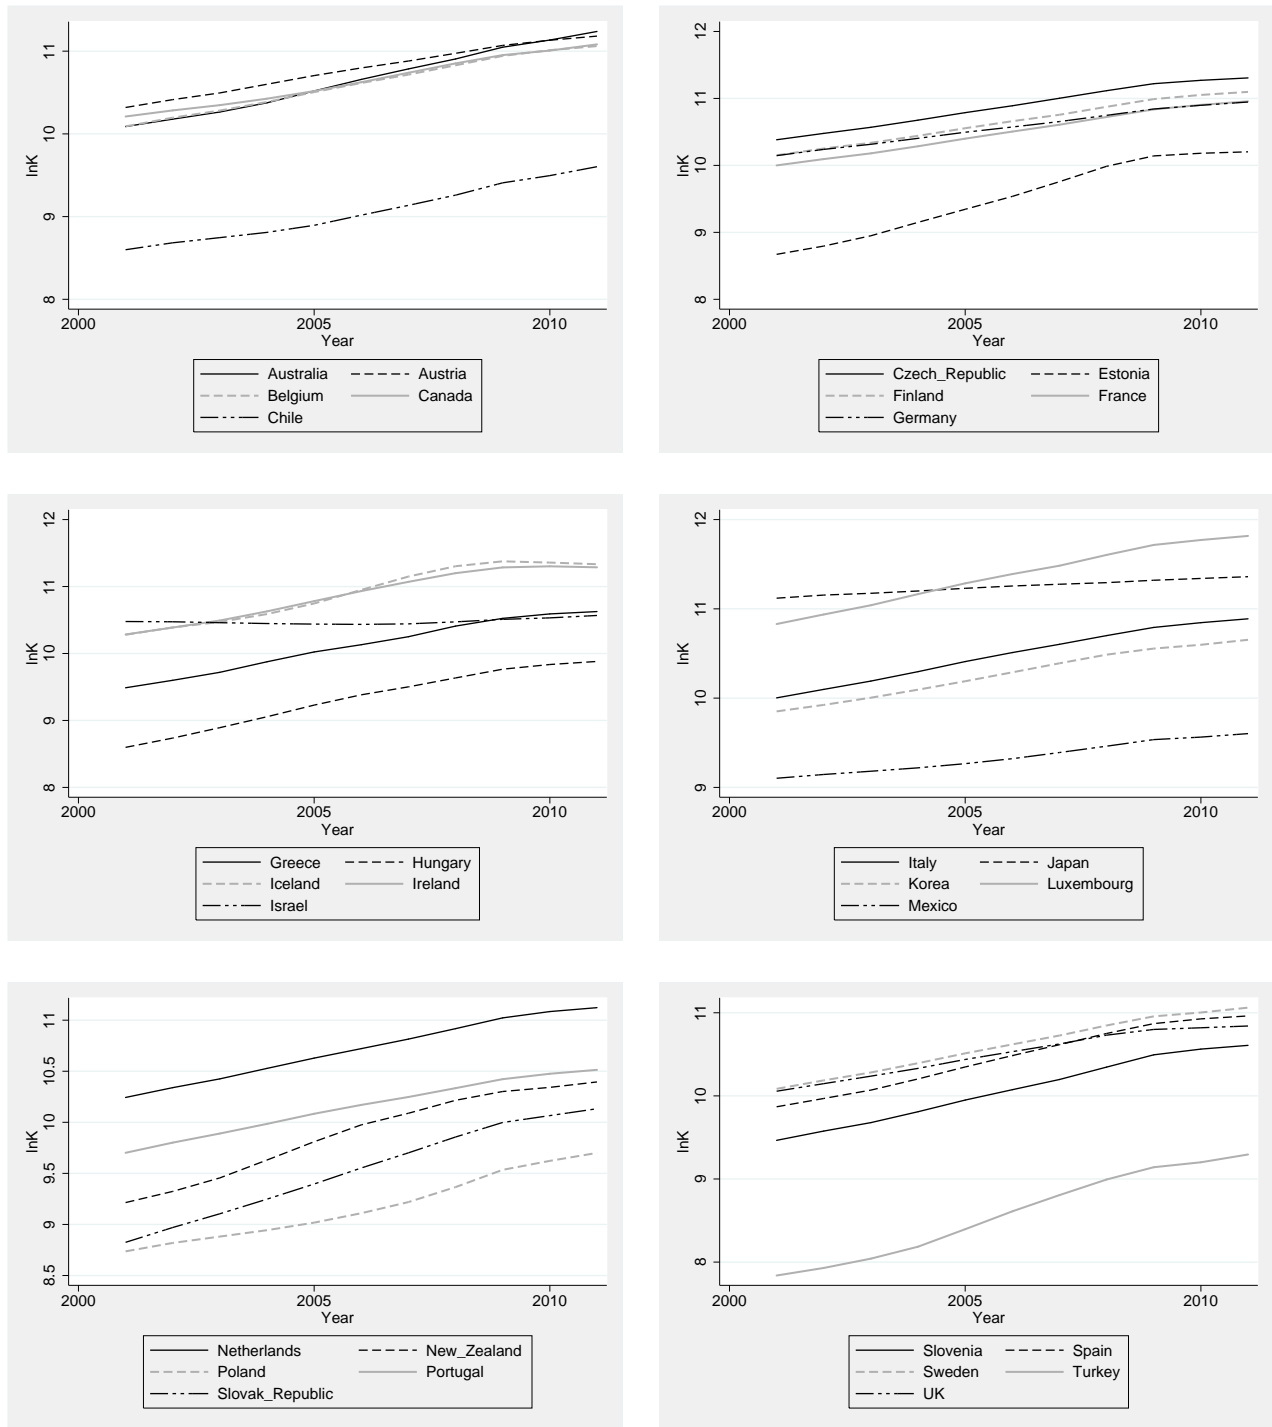 11
10
9
8
lnK
2000 2005 2010
Year
Australia Austria
Belgium Canada
Chile
12
11
10
9
8
lnK
2000 2005 2010
Year
Czech_Republic Estonia
Finland France
Germany
12
11
10
9
8
lnK
2000 2005 2010
Year
Greece Hungary
Iceland Ireland
Israel
12
11
10
9
lnK
2000 2005 2010
Year
Italy Japan
Korea Luxembourg
Mexico
11
10.5
10
9.5
9
8.5
lnK
2000 2005 2010
Year
Netherlands New_Zealand
Poland Portugal
Slovak_Republic
11
10
9
8
lnK
2000 2005 2010
Year
Slovenia Spain
Sweden Turkey
UK